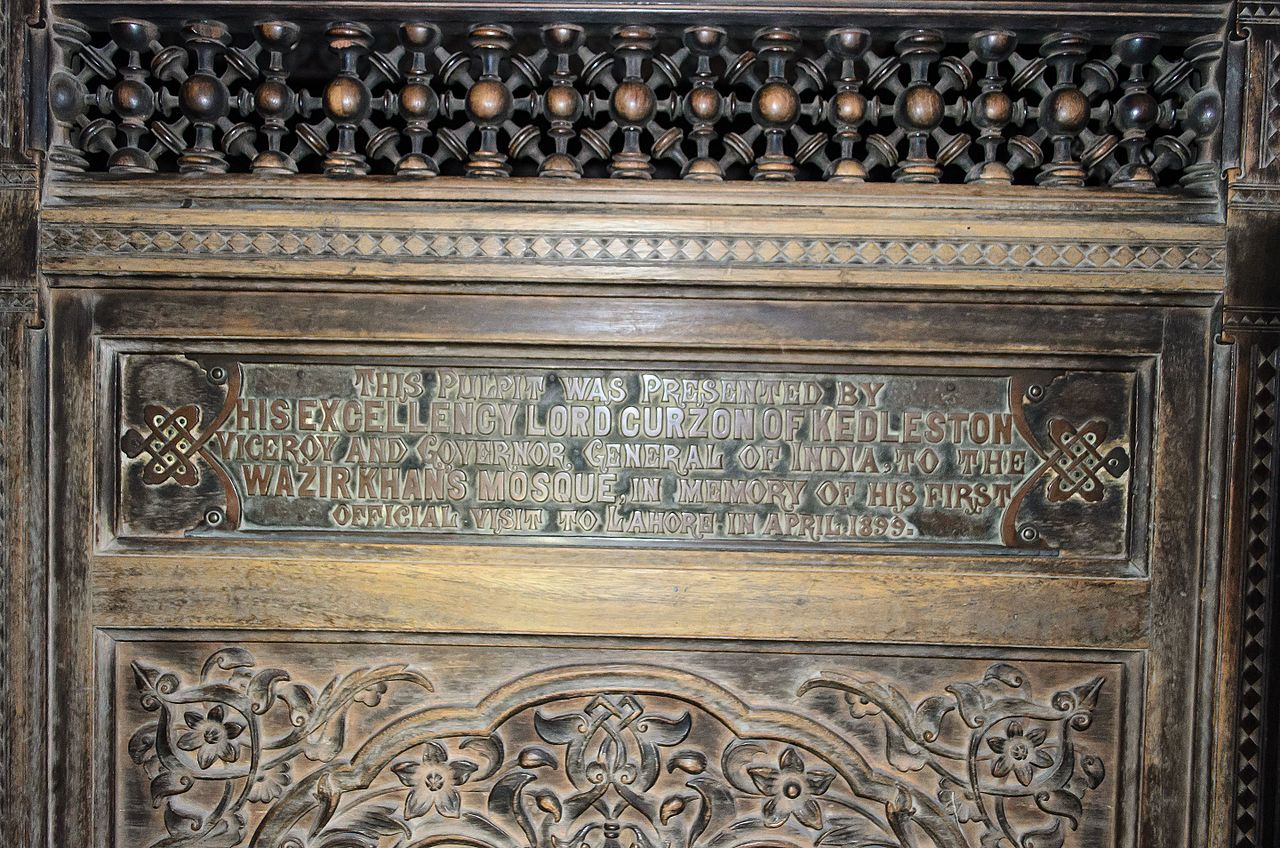 THIS PULPIT WAS PRESENTED BY
HIS EXCELLENCY LORD CURZON OF KEDLESTON
VICEROY AND GOVERNOR GENERAL OF INDIA, TO THE
WAZIR KHANS MOSQUE, IN MEMORY OF HIS FIRST
OFFICIAL VISIT TO LAHORE IN APRIL 1899.